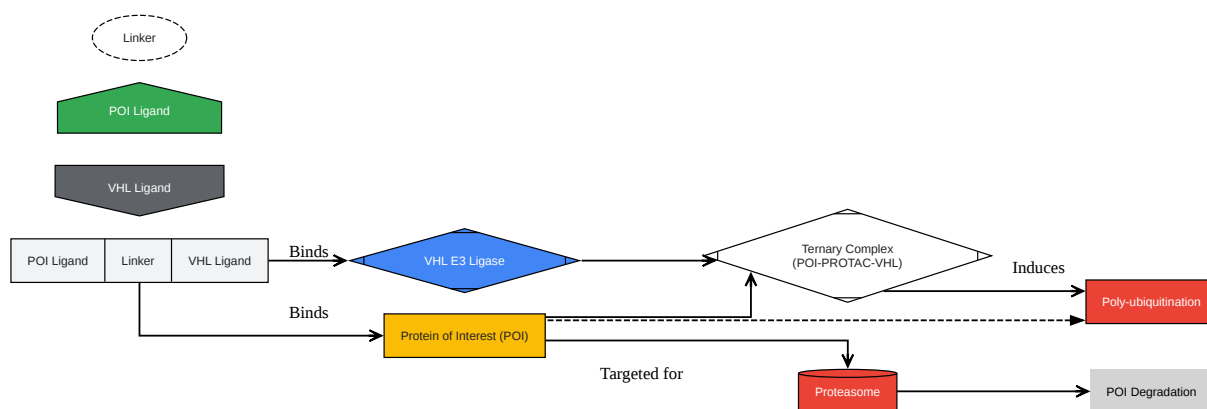 Linker
POI Ligand
VHL Ligand
POI Ligand
Linker
VHL Ligand
Binds
VHL E3 Ligase
Ternary Complex
(POI-PROTAC-VHL)
Induces
Poly-ubiquitination
Binds
Protein of Interest (POI)
Targeted for
Proteasome
POI Degradation